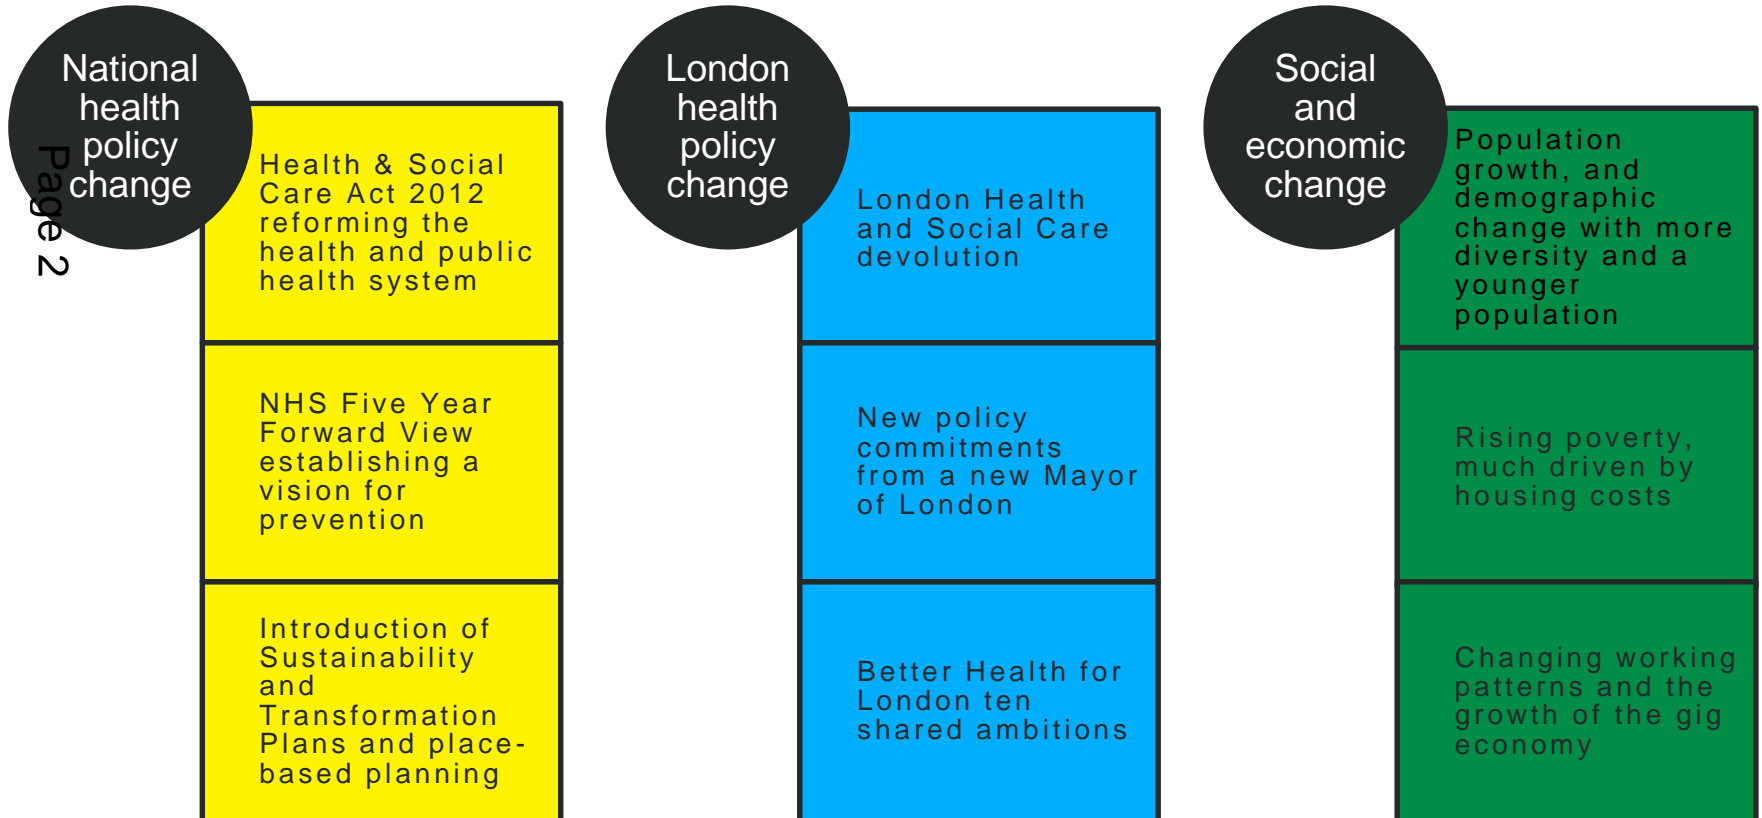 National
health
policy
change
Page 2
Health & Social
Care Act 2012
reforming the
health and public
health system
NHS Five Year
Forward View
establishing a
vision for
prevention
Introduction of
Sustainability
and
Transformation
Plans and place-
based planning
London
health
policy
change
London Health
and Social Care
devolution
New policy
commitments
from a new Mayor
of London
Better Health for
London ten
shared ambitions
Social
and
economic
change
Population
growth, and
demographic
change with more
diversity and a
younger
population
Rising poverty,
much driven by
housing costs
Changing working
patterns and the
growth of the gig
economy